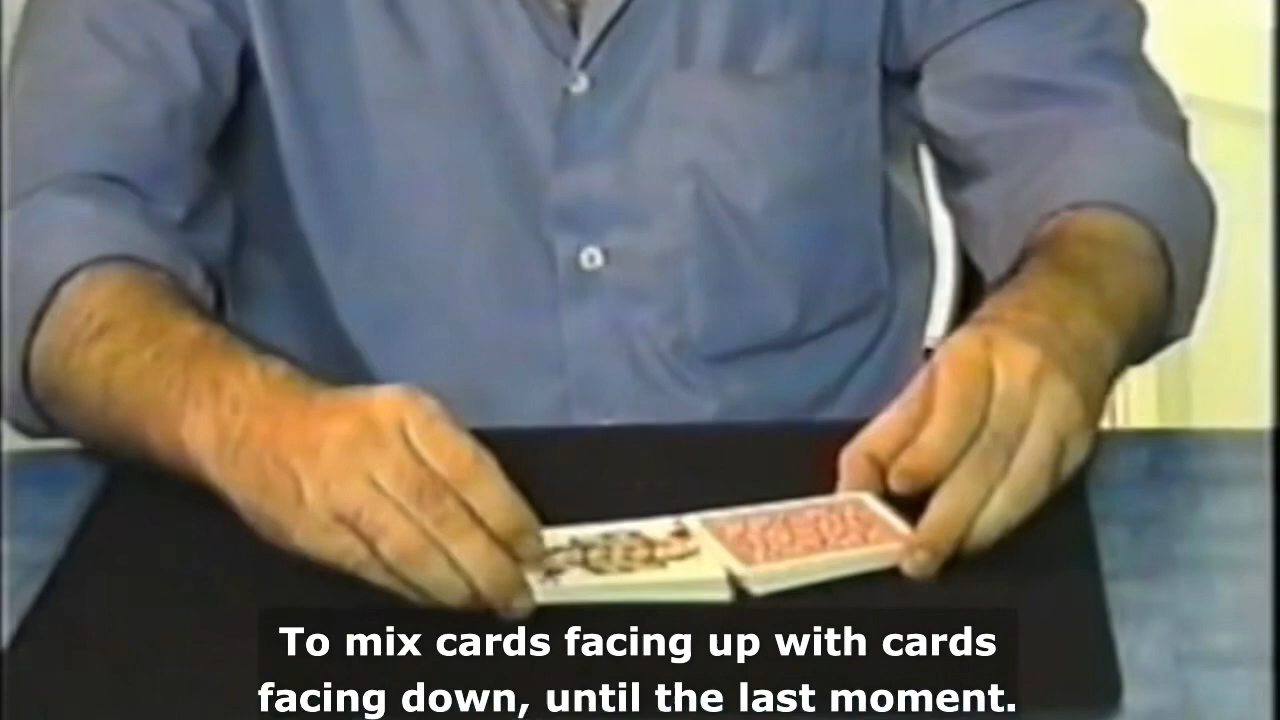 To mix cards facing up with cards
facing down, until the last moment.